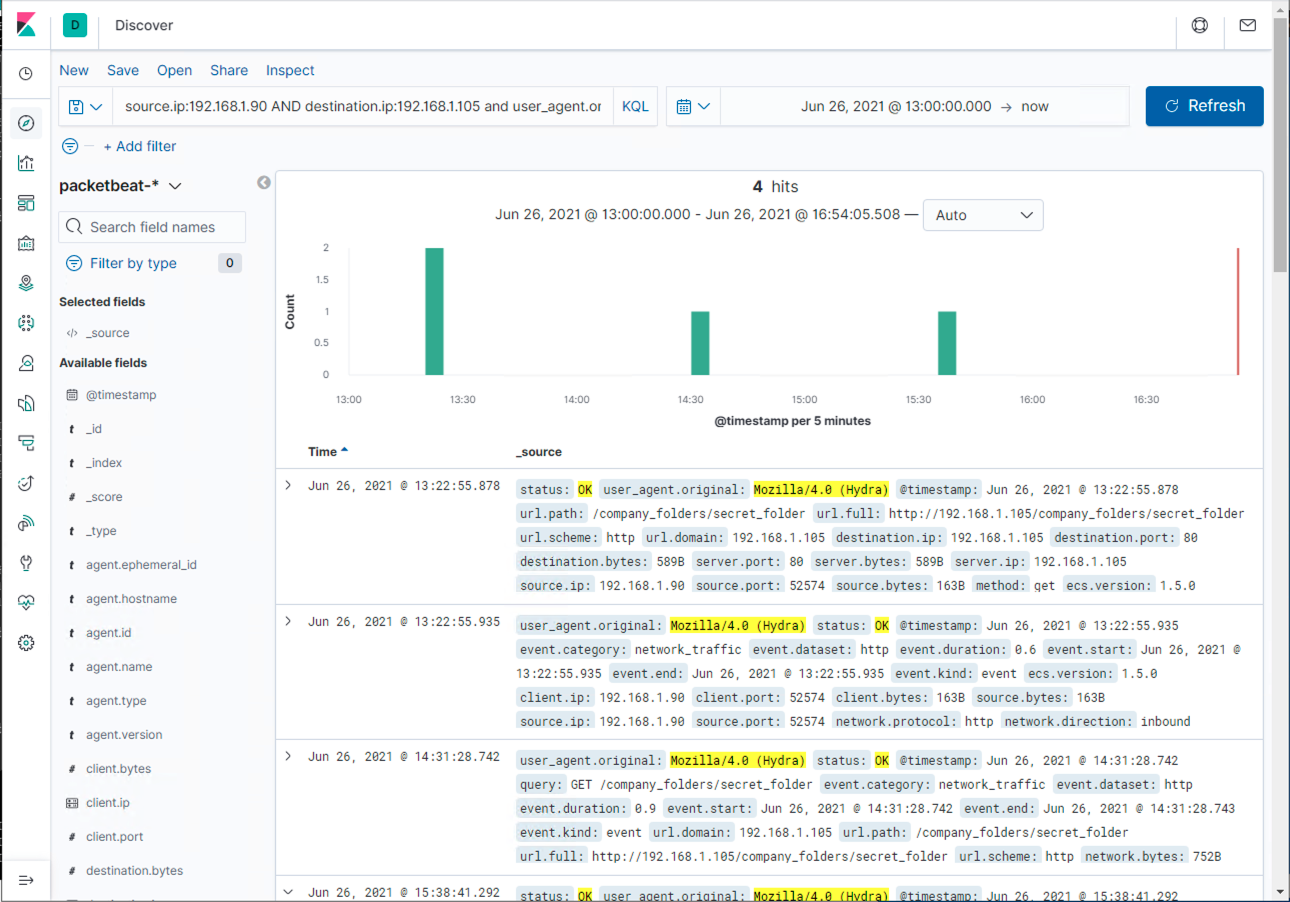 D Discover
New Save Open Share Inspect
source.ip:192.168.1.90 AND destination.ip:192.168.1.105 and user_agent.or KQL Jun 26, 2021 @ 13:00:00.000 → now Refresh
+ Add filter
packetbeat-*
Search field names
Filter by type 0
Selected fields
_source
Available fields
@timestamp
t _id
t _index
# _score
t _type
t agent.ephemeral_id
t agent.hostname
t agent.id
t agent.name
t agent.type
t agent.version
# client.bytes
client.ip
# client.port
# destination.bytes
4 hits
Jun 26, 2021 @ 13:00:00.000 - Jun 26, 2021 @ 16:54:05.508 — Auto
Count
2
1.5
1
0.5
0
13:00 13:30 14:00 14:30 15:00 15:30 16:00 16:30
@timestamp per 5 minutes
Time _source
Jun 26, 2021 @ 13:22:55.878
status: OK user_agent.original: Mozilla/4.0 (Hydra) @timestamp: Jun 26, 2021 @ 13:22:55.878
url.path: /company_folders/secret_folder url.full: http://192.168.1.105/company_folders/secret_folder
url.scheme: http url.domain: 192.168.1.105 destination.ip: 192.168.1.105 destination.port: 80
destination.bytes: 589B server.port: 80 server.bytes: 589B server.ip: 192.168.1.105
source.ip: 192.168.1.90 source.port: 52574 source.bytes: 163B method: get ecs.version: 1.5.0
Jun 26, 2021 @ 13:22:55.935
user_agent.original: Mozilla/4.0 (Hydra) status: OK @timestamp: Jun 26, 2021 @ 13:22:55.935
event.category: network_traffic event.dataset: http event.duration: 0.6 event.start: Jun 26, 2021 @
13:22:55.935 event.end: Jun 26, 2021 @ 13:22:55.935 event.kind: event ecs.version: 1.5.0
client.ip: 192.168.1.90 client.port: 52574 client.bytes: 163B source.bytes: 163B
source.ip: 192.168.1.90 source.port: 52574 network.protocol: http network.direction: inbound
Jun 26, 2021 @ 14:31:28.742
user_agent.original: Mozilla/4.0 (Hydra) status: OK @timestamp: Jun 26, 2021 @ 14:31:28.742
query: GET /company_folders/secret_folder event.category: network_traffic event.dataset: http
event.duration: 0.9 event.start: Jun 26, 2021 @ 14:31:28.742 event.end: Jun 26, 2021 @ 14:31:28.743
event.kind: event url.domain: 192.168.1.105 url.path: /company_folders/secret_folder
url.full: http://192.168.1.105/company_folders/secret_folder url.scheme: http network.bytes: 752B
Jun 26, 2021 @ 15:38:41.292
status: OK user_agent.original: Mozilla/4.0 (Hydra) @timestamp: Jun 26, 2021 @ 15:38:41.292